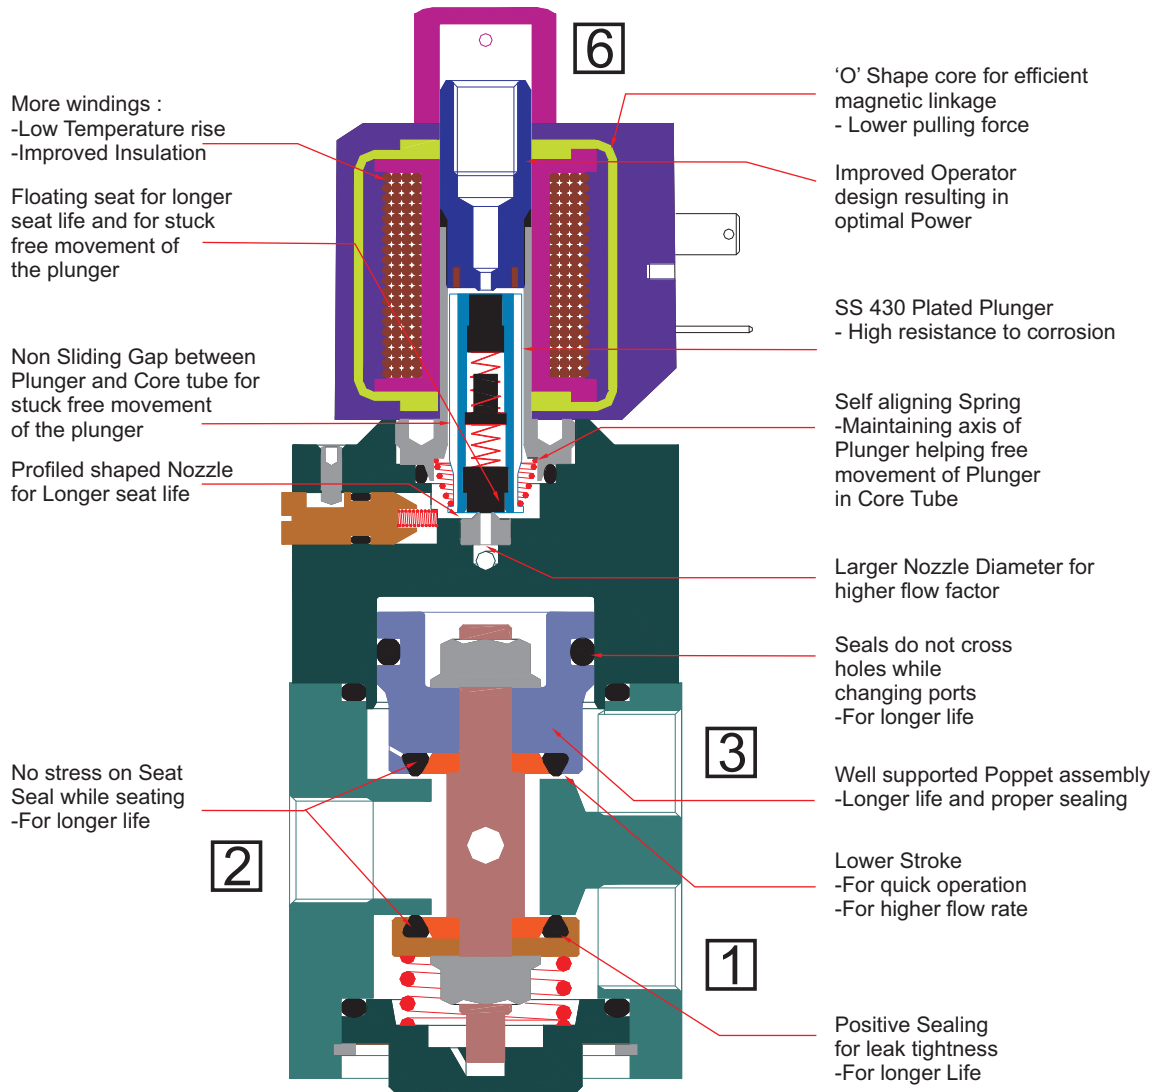 6
More windings :
-Low Temperature rise
-Improved Insulation
Floating seat for longer
seat life and for stuck
free movement of
the plunger
Non Sliding Gap between
Plunger and Core tube for
stuck free movement
of the plunger
Profiled shaped Nozzle
for Longer seat life
No stress on Seat
Seal while seating
-For longer life
2
‘O’ Shape core for efficient
magnetic linkage
- Lower pulling force
Improved Operator
design resulting in
optimal Power
SS 430 Plated Plunger
- High resistance to corrosion
Self aligning Spring
-Maintaining axis of
Plunger helping free
movement of Plunger
in Core Tube
Larger Nozzle Diameter for
higher flow factor
Seals do not cross
holes while
changing ports
-For longer life
3
Well supported Poppet assembly
-Longer life and proper sealing
Lower Stroke
-For quick operation
-For higher flow rate
1
Positive Sealing
for leak tightness
-For longer Life